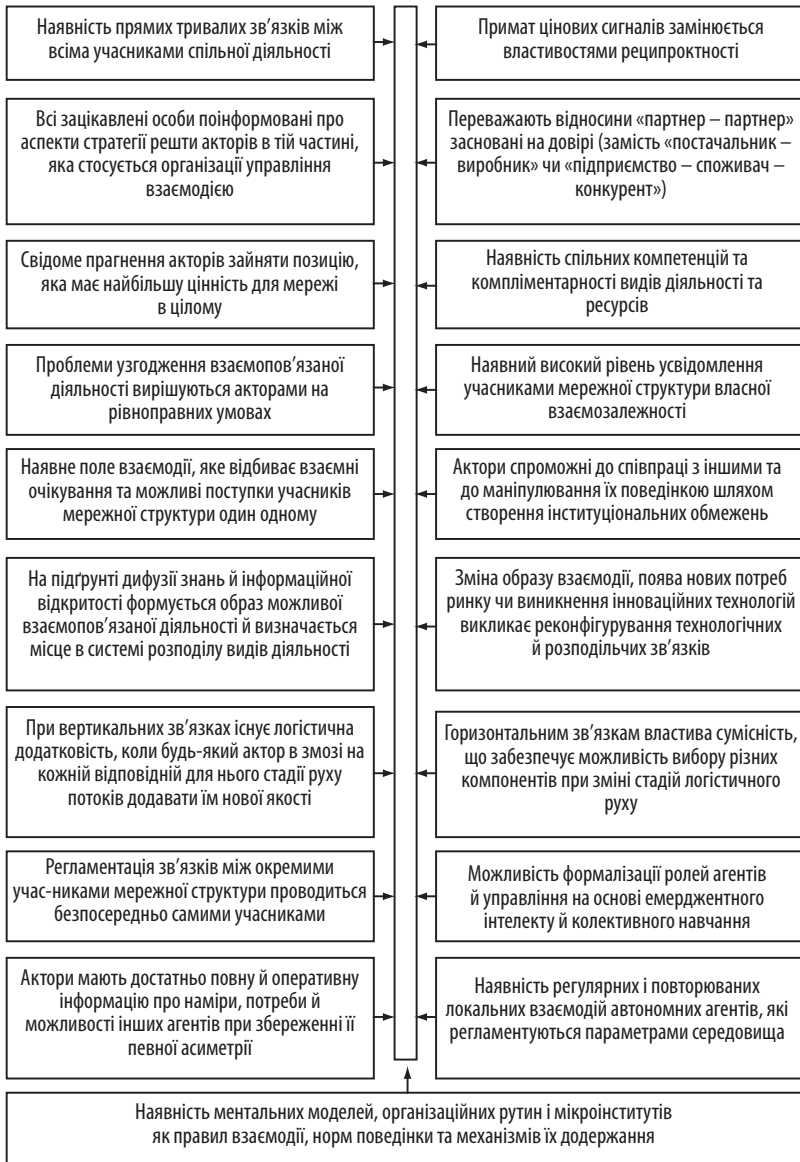 Наявність прямих тривалих зв'язків між
всіма учасниками спільної діяльності
Примат цінових сигналів замінюється
властивостями реципроктності
Всі зацікавлені особи поінформовані про
аспекти стратегії решти акторів в тій частині,
яка стосується організації управління
взаємодією
Переважають відносини «партнер – партнер»
засновані на довірі (замість «постачальник –
виробник» чи «підприємство – споживач –
конкурент»)
Свідоме прагнення акторів зайняти позицію,
яка має найбільшу цінність для мережі
в цілому
Наявність спільних компетенцій та
компліментарності видів діяльності та
ресурсів
Проблеми узгодження взаємопов'язаної
діяльності вирішуються акторами на
рівноправних умовах
Наявний високий рівень усвідомлення
учасниками мережної структури власної
взаємозалежності
Наявне поле взаємодії, яке відбиває взаємні
очікування та можливі поступки учасників
мережної структури один одному
Актори спроможні до співпраці з іншими та
до маніпулювання їх поведінкою шляхом
створення інституціональних обмежень
На підґрунті дифузії знань й інформаційної
відкритості формується образ можливої
взаємопов'язаної діяльності й визначається
місце в системі розподілу видів діяльності
Зміна образу взаємодії, поява нових потреб
ринку чи виникнення інноваційних технологій
викликає реконфігурування технологічних
й розподільчих зв'язків
При вертикальних зв'язках існує логістична
додатковість, коли будь-який актор в змозі на
кожній відповідній для нього стадії руху
потоків додавати їм нової якості
Горизонтальним зв'язкам властива сумісність,
що забезпечує можливість вибору різних
компонентів при зміні стадій логістичного
руху
Регламентація зв'язків між окремими
учас-никами мережної структури проводиться
безпосередньо самими учасниками
Можливість формалізації ролей агентів
й управління на основі емерджентного
інтелекту й колективного навчання
Актори мають достатньо повну й оперативну
інформацію про наміри, потреби й
можливості інших агентів при збереженні її
певної асиметрії
Наявність регулярних і повторюваних
локальних взаємодій автономних агентів, які
регламентуються параметрами середовища
Наявність ментальних моделей, організаційних рутин і мікроінститутів
як правил взаємодії, норм поведінки та механізмів їх додержання